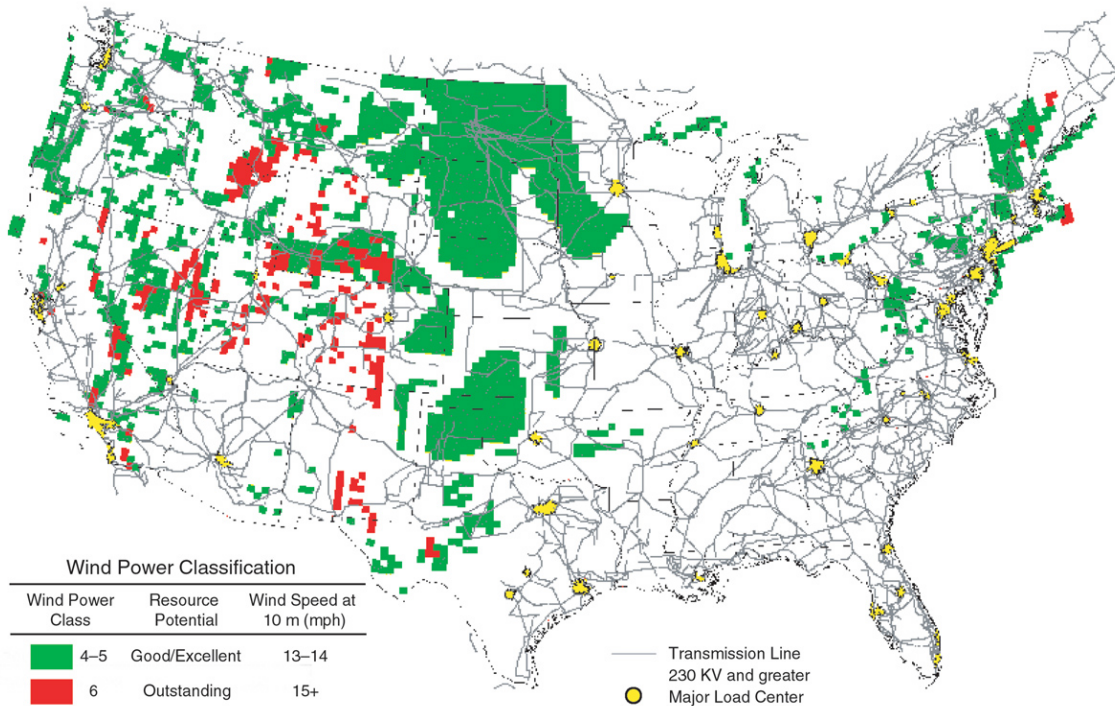 Wind Power Classification
Wind Power Class Resource Potential Wind Speed at 10 m (mph)
4–5 Good/Excellent 13–14
6 Outstanding 15+
Transmission Line
230 KV and greater
Major Load Center